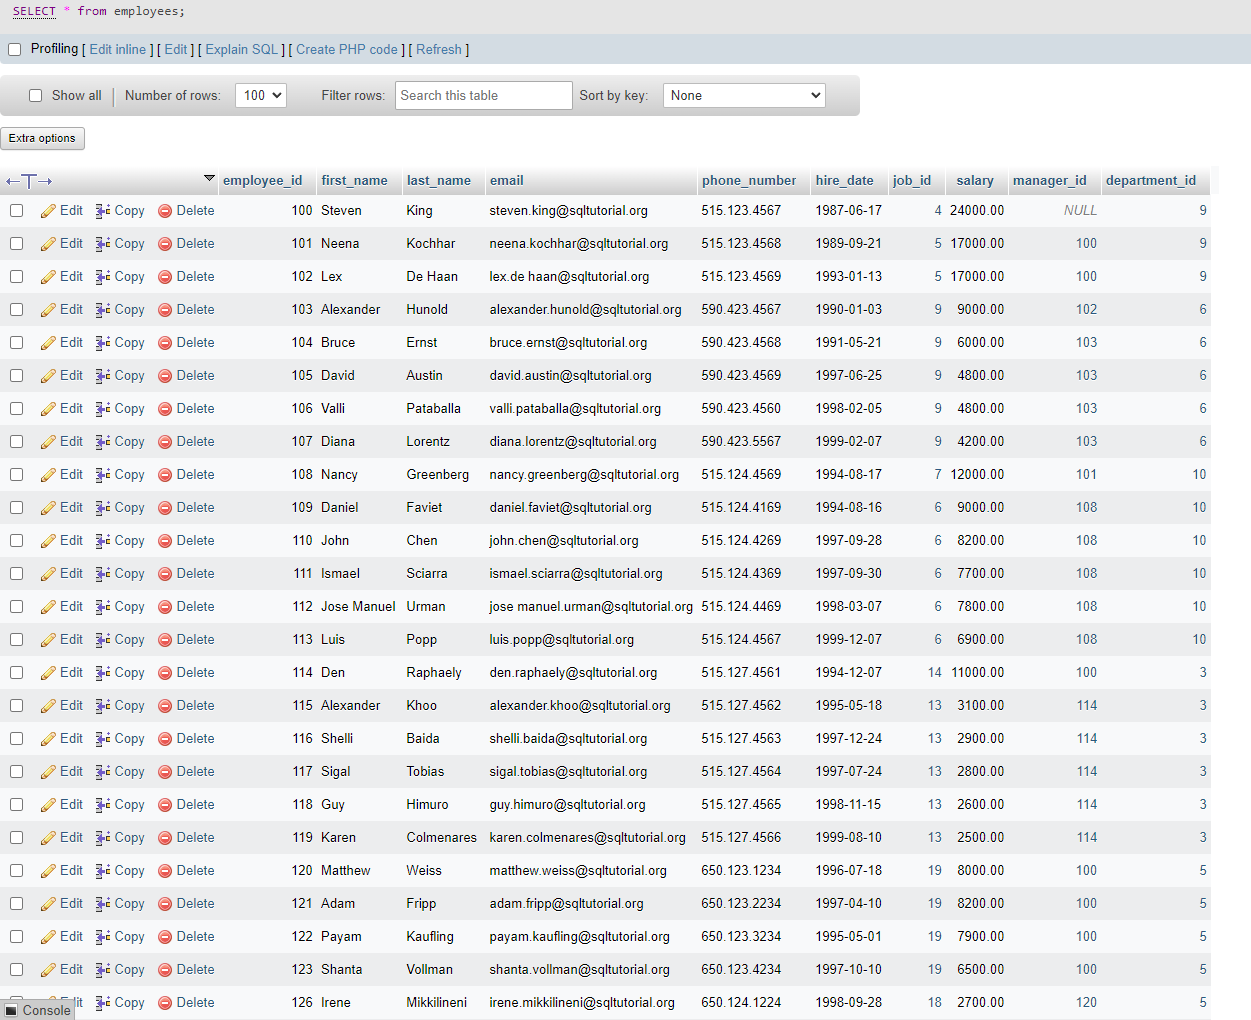 SELECT * from employees;
Profiling [ Edit inline ] [ Edit ] [ Explain SQL ] [ Create PHP code ] [ Refresh ]
Show all Number of rows: 100 Filter rows: Search this table Sort by key: None
Extra options
←T→ employee_id first_name last_name email phone_number hire_date job_id salary manager_id department_id
Edit Copy Delete 100 Steven King steven.king@sqltutorial.org 515.123.4567 1987-06-17 4 24000.00 NULL 9
Edit Copy Delete 101 Neena Kochhar neena.kochhar@sqltutorial.org 515.123.4568 1989-09-21 5 17000.00 100 9
Edit Copy Delete 102 Lex De Haan lex.de haan@sqltutorial.org 515.123.4569 1993-01-13 5 17000.00 100 9
Edit Copy Delete 103 Alexander Hunold alexander.hunold@sqltutorial.org 590.423.4567 1990-01-03 9 9000.00 102 6
Edit Copy Delete 104 Bruce Ernst bruce.ernst@sqltutorial.org 590.423.4568 1991-05-21 9 6000.00 103 6
Edit Copy Delete 105 David Austin david.austin@sqltutorial.org 590.423.4569 1997-06-25 9 4800.00 103 6
Edit Copy Delete 106 Valli Pataballa valli.pataballa@sqltutorial.org 590.423.4560 1998-02-05 9 4800.00 103 6
Edit Copy Delete 107 Diana Lorentz diana.lorentz@sqltutorial.org 590.423.5567 1999-02-07 9 4200.00 103 6
Edit Copy Delete 108 Nancy Greenberg nancy.greenberg@sqltutorial.org 515.124.4569 1994-08-17 7 12000.00 101 10
Edit Copy Delete 109 Daniel Faviet daniel.faviet@sqltutorial.org 515.124.4169 1994-08-16 6 9000.00 108 10
Edit Copy Delete 110 John Chen john.chen@sqltutorial.org 515.124.4269 1997-09-28 6 8200.00 108 10
Edit Copy Delete 111 Ismael Sciarra ismael.sciarra@sqltutorial.org 515.124.4369 1997-09-30 6 7700.00 108 10
Edit Copy Delete 112 Jose Manuel Urman jose manuel.urman@sqltutorial.org 515.124.4469 1998-03-07 6 7800.00 108 10
Edit Copy Delete 113 Luis Popp luis.popp@sqltutorial.org 515.124.4567 1999-12-07 6 6900.00 108 10
Edit Copy Delete 114 Den Raphaely den.raphaely@sqltutorial.org 515.127.4561 1994-12-07 14 11000.00 100 3
Edit Copy Delete 115 Alexander Khoo alexander.khoo@sqltutorial.org 515.127.4562 1995-05-18 13 3100.00 114 3
Edit Copy Delete 116 Shelli Baida shelli.baida@sqltutorial.org 515.127.4563 1997-12-24 13 2900.00 114 3
Edit Copy Delete 117 Sigal Tobias sigal.tobias@sqltutorial.org 515.127.4564 1997-07-24 13 2800.00 114 3
Edit Copy Delete 118 Guy Himuro guy.himuro@sqltutorial.org 515.127.4565 1998-11-15 13 2600.00 114 3
Edit Copy Delete 119 Karen Colmenares karen.colmenares@sqltutorial.org 515.127.4566 1999-08-10 13 2500.00 114 3
Edit Copy Delete 120 Matthew Weiss matthew.weiss@sqltutorial.org 650.123.1234 1996-07-18 19 8000.00 100 5
Edit Copy Delete 121 Adam Fripp adam.fripp@sqltutorial.org 650.123.2234 1997-04-10 19 8200.00 100 5
Edit Copy Delete 122 Payam Kaufling payam.kaufling@sqltutorial.org 650.123.3234 1995-05-01 19 7900.00 100 5
Edit Copy Delete 123 Shanta Vollman shanta.vollman@sqltutorial.org 650.123.4234 1997-10-10 19 6500.00 100 5
Copy Delete 126 Irene Mikkilineni irene.mikkilineni@sqltutorial.org 650.124.1224 1998-09-28 18 2700.00 120 5
Console